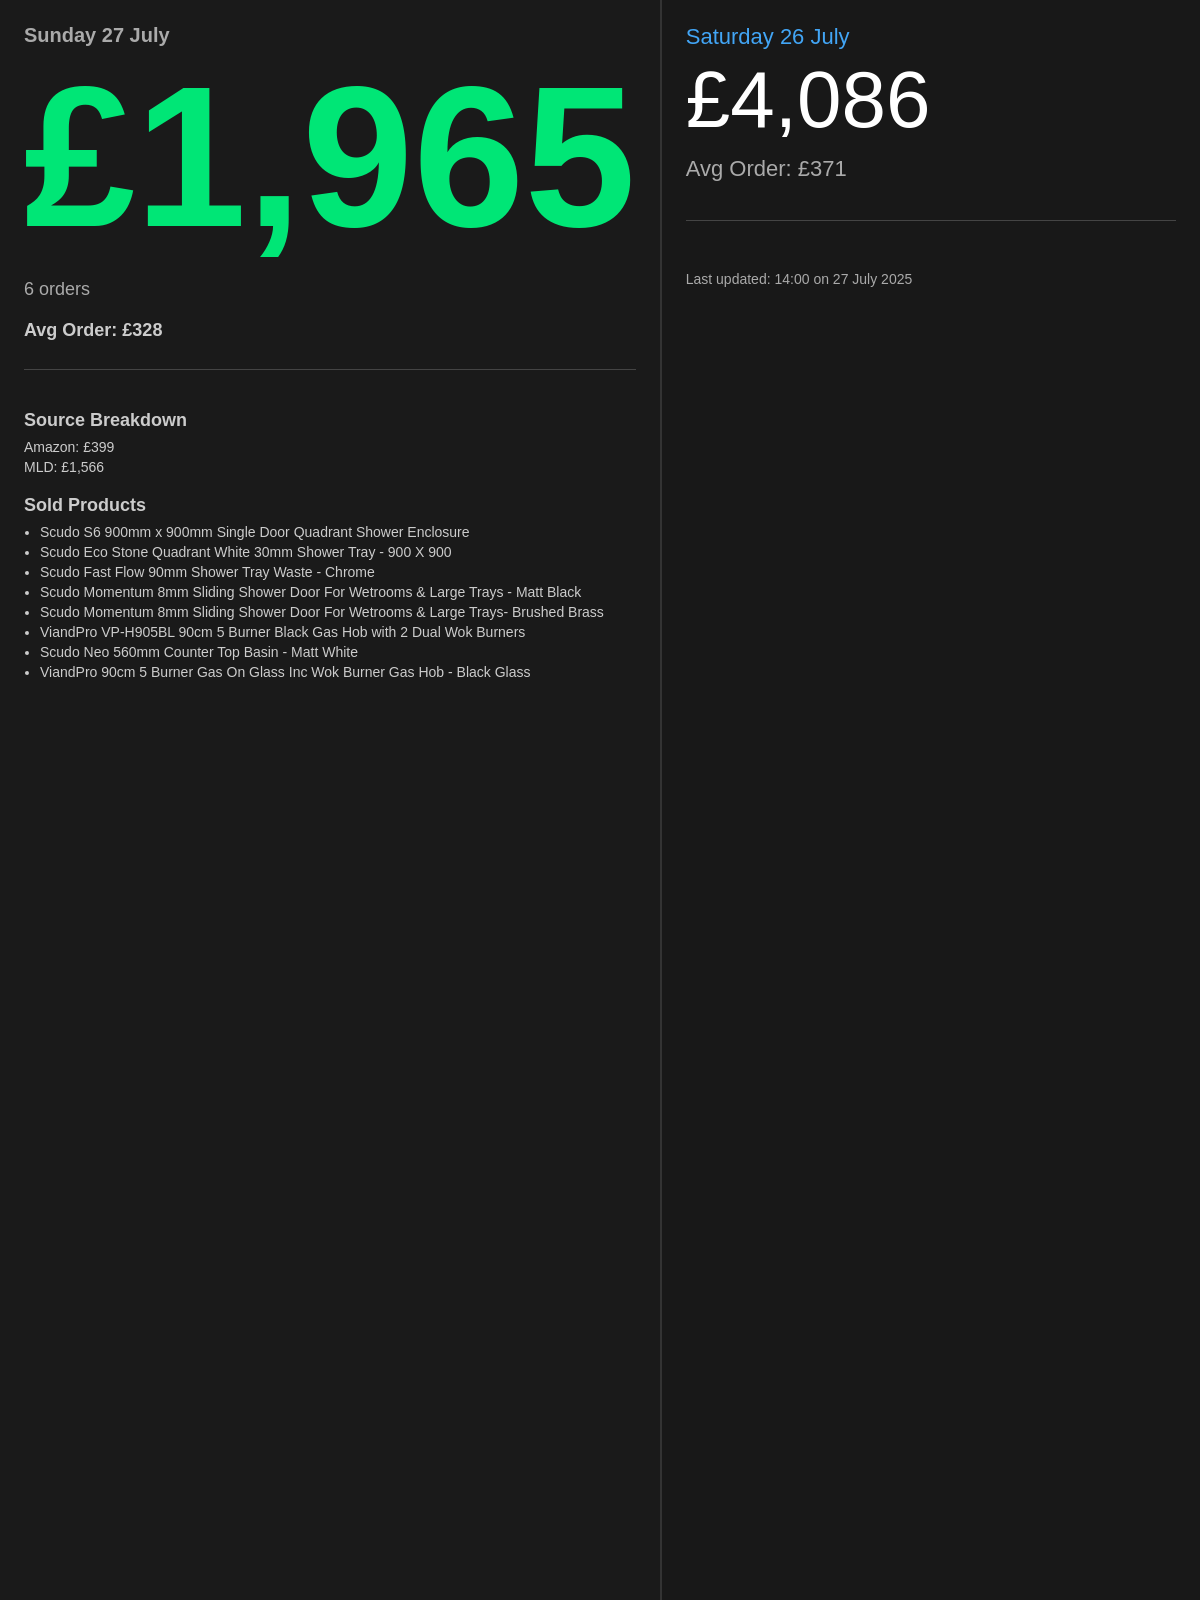 Sunday 27 July
£1,965
6 orders
Avg Order: £328
Source Breakdown
Amazon: £399
MLD: £1,566
Sold Products
• Scudo S6 900mm x 900mm Single Door Quadrant Shower Enclosure
• Scudo Eco Stone Quadrant White 30mm Shower Tray - 900 X 900
• Scudo Fast Flow 90mm Shower Tray Waste - Chrome
• Scudo Momentum 8mm Sliding Shower Door For Wetrooms & Large Trays - Matt Black
• Scudo Momentum 8mm Sliding Shower Door For Wetrooms & Large Trays- Brushed Brass
• ViandPro VP-H905BL 90cm 5 Burner Black Gas Hob with 2 Dual Wok Burners
• Scudo Neo 560mm Counter Top Basin - Matt White
• ViandPro 90cm 5 Burner Gas On Glass Inc Wok Burner Gas Hob - Black Glass
Saturday 26 July
£4,086
Avg Order: £371
Last updated: 14:00 on 27 July 2025